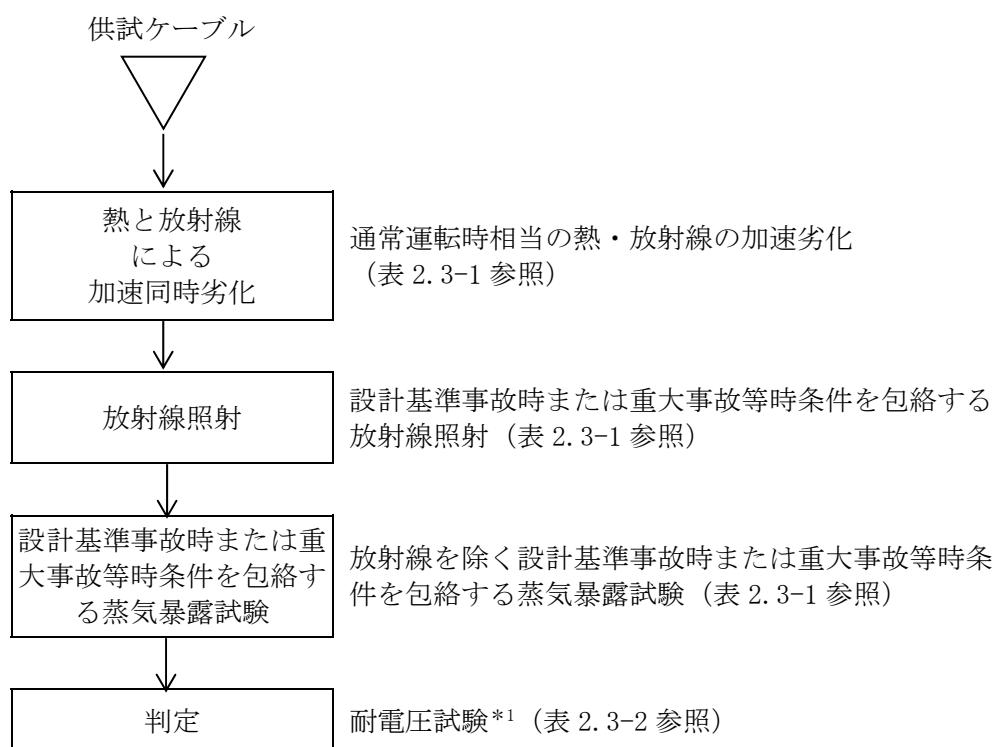 供試ケーブル
熱と放射線
による
加速同時劣化
通常運転時相当の熱・放射線の加速劣化
（表 2.3-1 参照）
放射線照射
設計基準事故時または重大事故等時条件を包絡する
放射線照射（表 2.3-1 参照）
設計基準事故時または重
大事故等時条件を包絡す
る蒸気暴露試験
放射線を除く設計基準事故時または重大事故等時条
件を包絡する蒸気暴露試験（表 2.3-1 参照）
判定
耐電圧試験*1（表 2.3-2 参照）